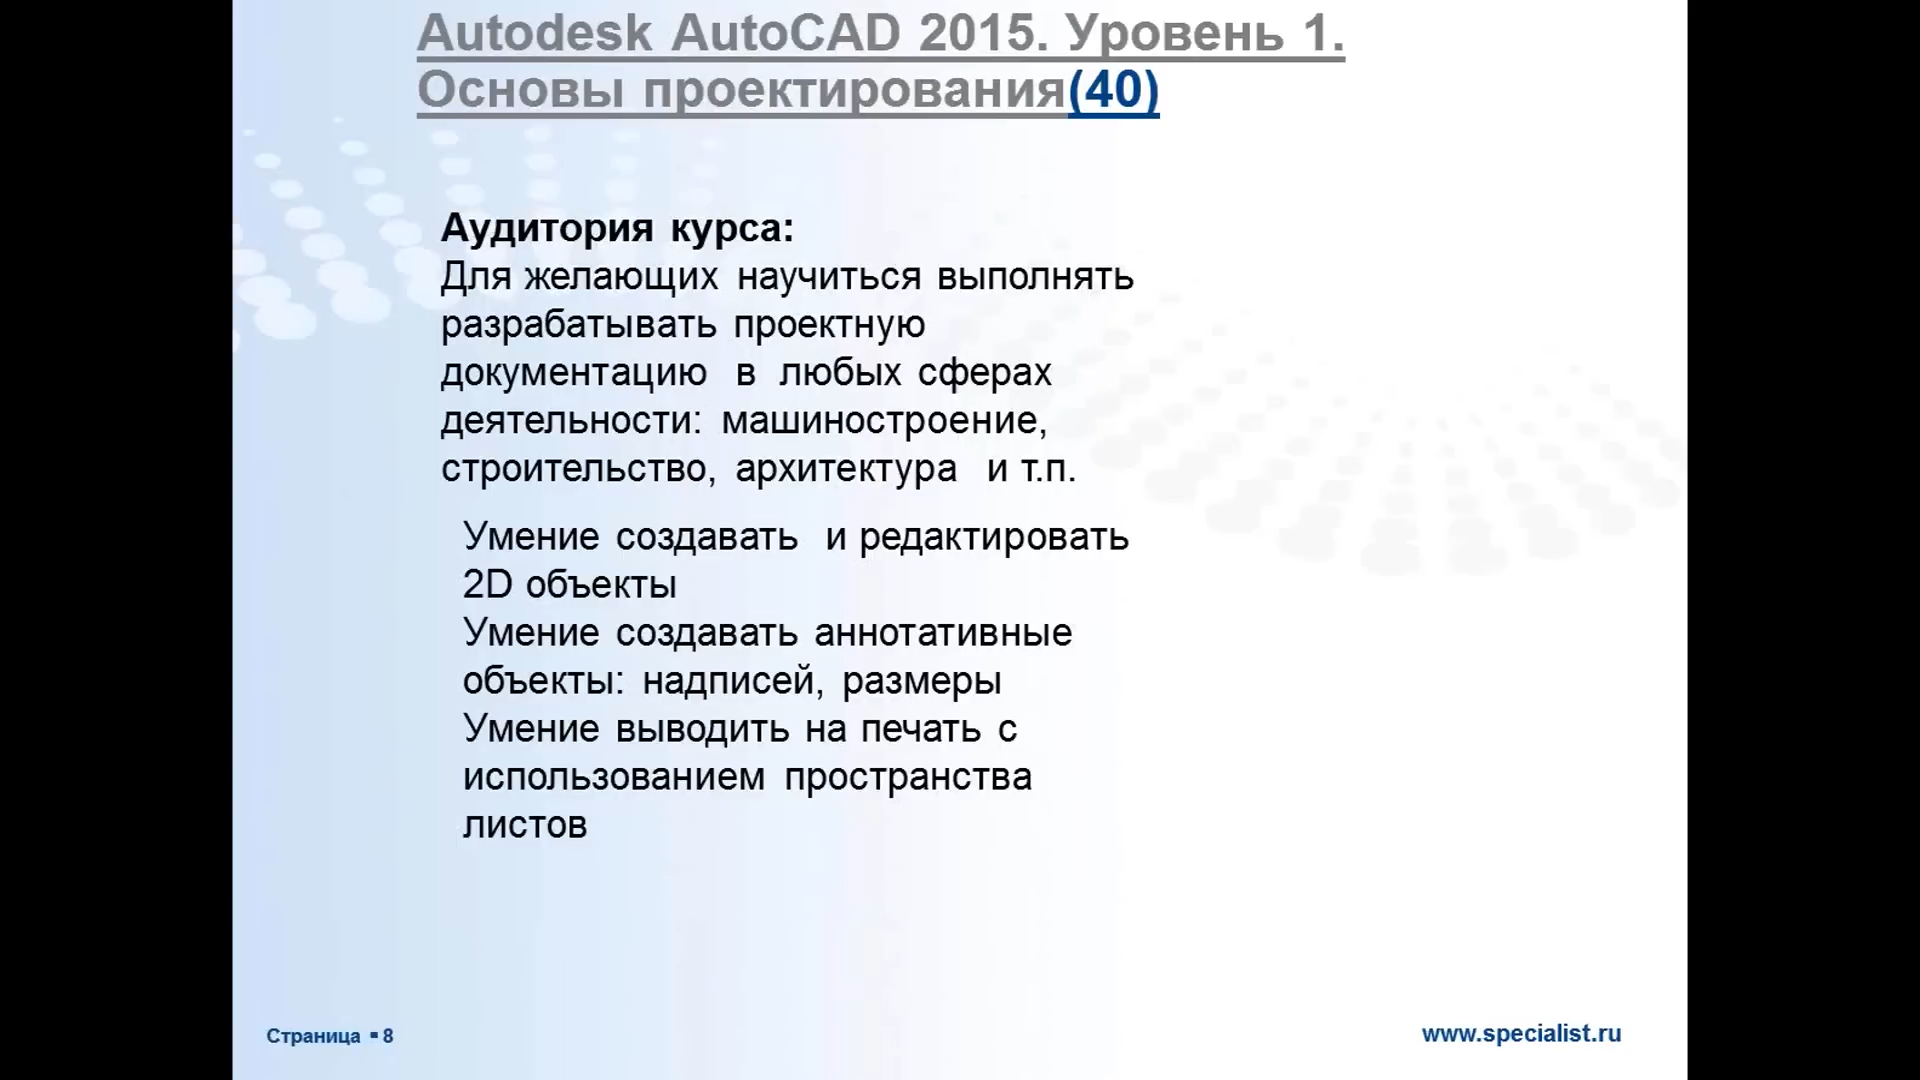 Autodesk AutoCAD 2015. Уровень 1.
Основы проектирования(40)
Аудитория курса:
Для желающих научиться выполнять
разрабатывать проектную
документацию в любых сферах
деятельности: машиностроение,
строительство, архитектура и т.п.
Умение создавать и редактировать
2D объекты
Умение создавать аннотативные
объекты: надписей, размеры
Умение выводить на печать с
использованием пространства
листов
Страница ▪ 8
www.specialist.ru